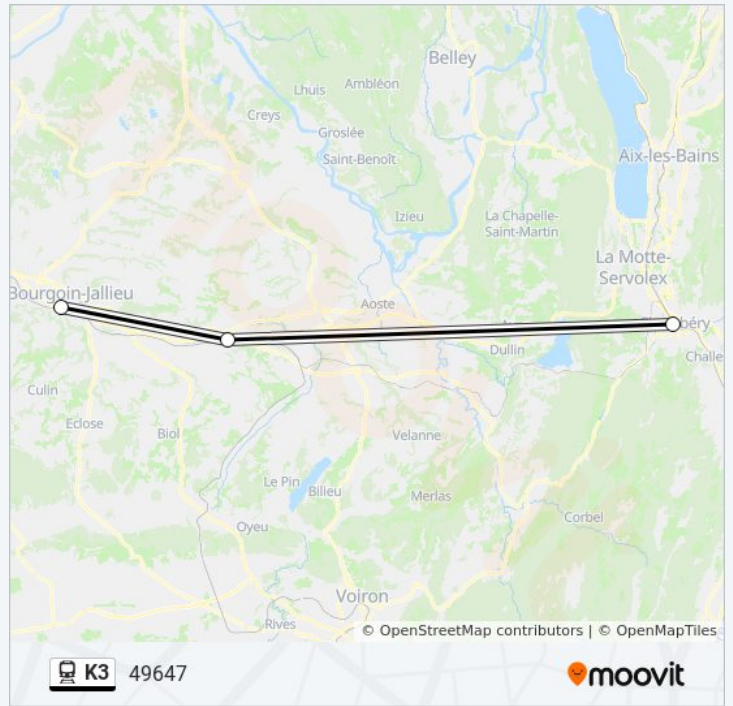 Belley
Lhuis
Ambléon
Creys
Groslée
Saint-Benoît
Aix-les-Bains
Izieu
La Chapelle-
Saint-Martin
La Motte-
Servolex
Bourgoin-Jallieu
Aoste
béry
Dullin
Challe
Culin
Eclose
Biol
Velanne
Le Pin
Bilieu
Merlas
Corbel
Oyeu
Voiron
Rives
© OpenStreetMap contributors | © OpenMapTiles
K3 49647
moovit